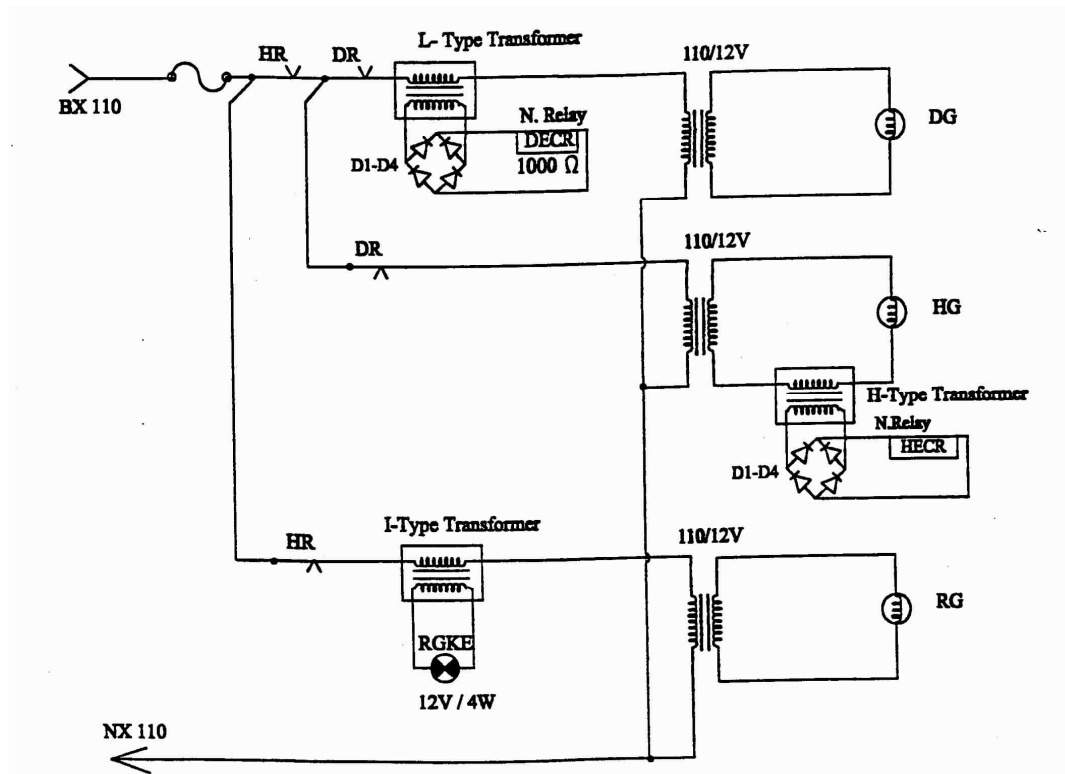 L- Type Transformer
HR
DR
110/12V
BX 110
N. Relay
DECR
1000 Ω
D1-D4
DG
DR
110/12V
HG
H-Type Transformer
N.Relay
HECR
D1-D4
I-Type Transformer
HR
110/12V
RG
RGKE
12V / 4W
NX 110